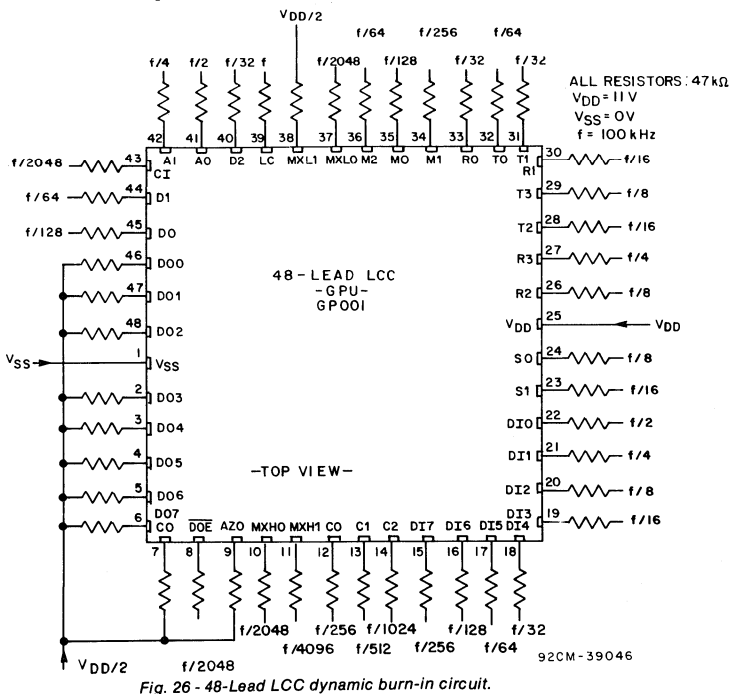 VDD/2
f/64 f/256 f/64
f/4 f/2 f/32 f f/2048 f/128 f/32 f/32
ALL RESISTORS: 47kΩ
VDD = 11V
VSS = 0V
f = 100 kHz
42 41 40 39 38 37 36 35 34 33 32 31
A1 A0 D2 LC MXL1 MXL0 M2 M0 M1 R0 T0 T1
f/2048 43 CI
R1 30 f/16
f/64 44 D1
T3 29 f/8
f/128 45 D0
T2 28 f/16
46 D00
R3 27 f/4
47 D01
R2 26 f/8
48 D02
VDD 25 VDD
VSS 1 VSS
S0 24 f/8
2 D03
S1 23 f/16
3 D04
DI0 22 f/2
4 D05
DI1 21 f/4
5 D06
DI2 20 f/8
6 D07
DI3 19 f/16
48-LEAD LCC
-GPU-
GP001
-TOP VIEW-
CO DOE AZ0 MXH0 MXH1 C0 C1 C2 DI7 DI6 DI5 DI4
7 8 9 10 11 12 13 14 15 16 17 18
f/2048 f/256 f/1024 f/128 f/32
f/4096 f/512 f/256 f/64
VDD/2 f/2048
92CM-39046
Fig. 26 - 48-Lead LCC dynamic burn-in circuit.